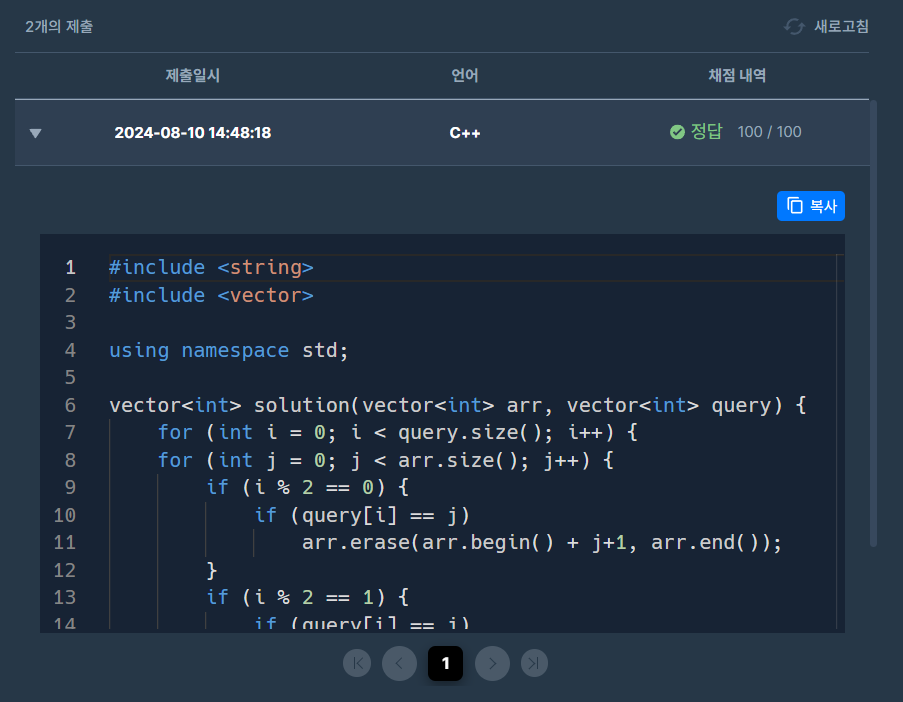 2개의 제출 새로고침
제출일시 언어 채점 내역
2024-08-10 14:48:18 C++ 정답 100 / 100
복사
1 #include <string>
2 #include <vector>
3
4 using namespace std;
5
6 vector<int> solution(vector<int> arr, vector<int> query) {
7     for (int i = 0; i < query.size(); i++) {
8     for (int j = 0; j < arr.size(); j++) {
9         if (i % 2 == 0) {
10             if (query[i] == j)
11                 arr.erase(arr.begin() + j+1, arr.end());
12         }
13         if (i % 2 == 1) {
14             if (query[i] == j)
1